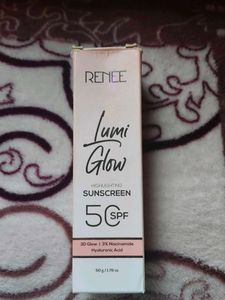 RENEE
Lumi
Glow
HIGHLIGHTING
SUNSCREEN
50 SPF
3D Glow | 3% Niacinamide
Hyaluronic Acid
50 g / 1.76 oz